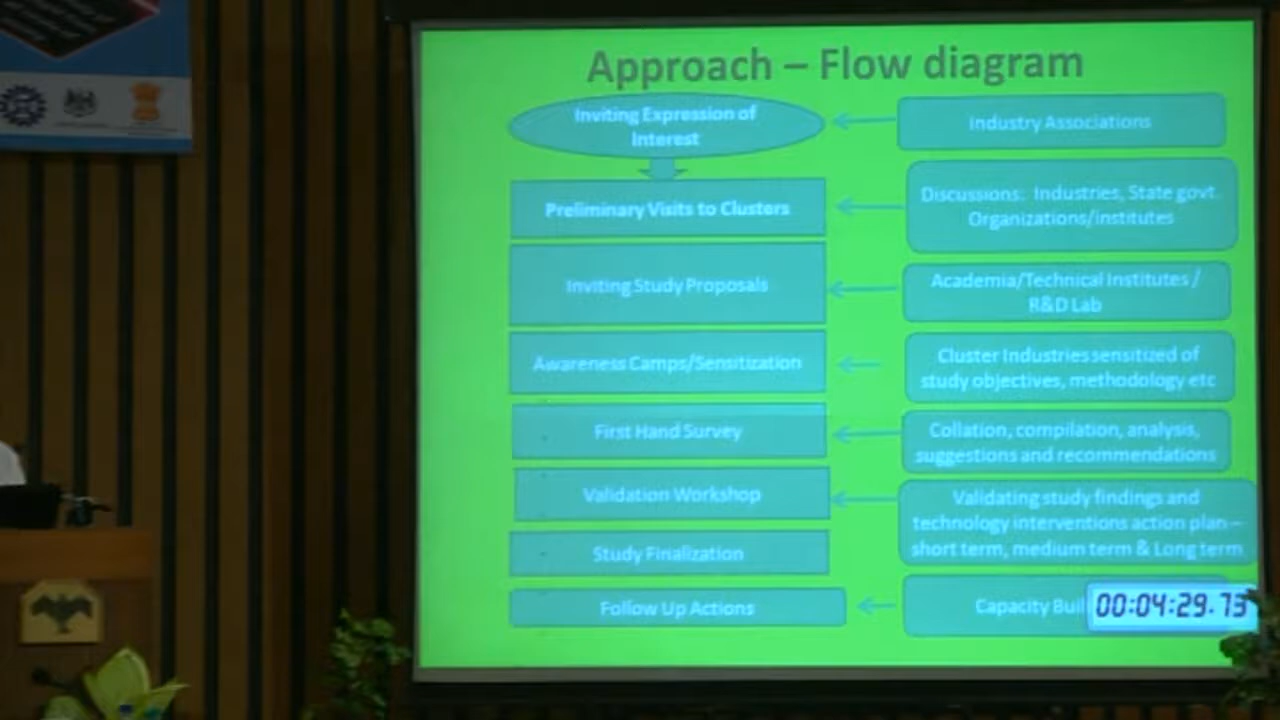 Approach – Flow diagram
Inviting Expression of
Interest
Industry Associations
Preliminary Visits to Clusters
Discussions: Industries, State govt.
Organizations/institutes
Inviting Study Proposals
Academia/Technical Institutes /
R&D Lab
Awareness Camps/Sensitization
Cluster Industries sensitized of
study objectives, methodology etc
First Hand Survey
Collation, compilation, analysis,
suggestions and recommendations
Validation Workshop
Validating study findings and
technology interventions action plan –
short term, medium term & Long term
Study Finalization
Follow Up Actions
Capacity Buil
00:04:29.73